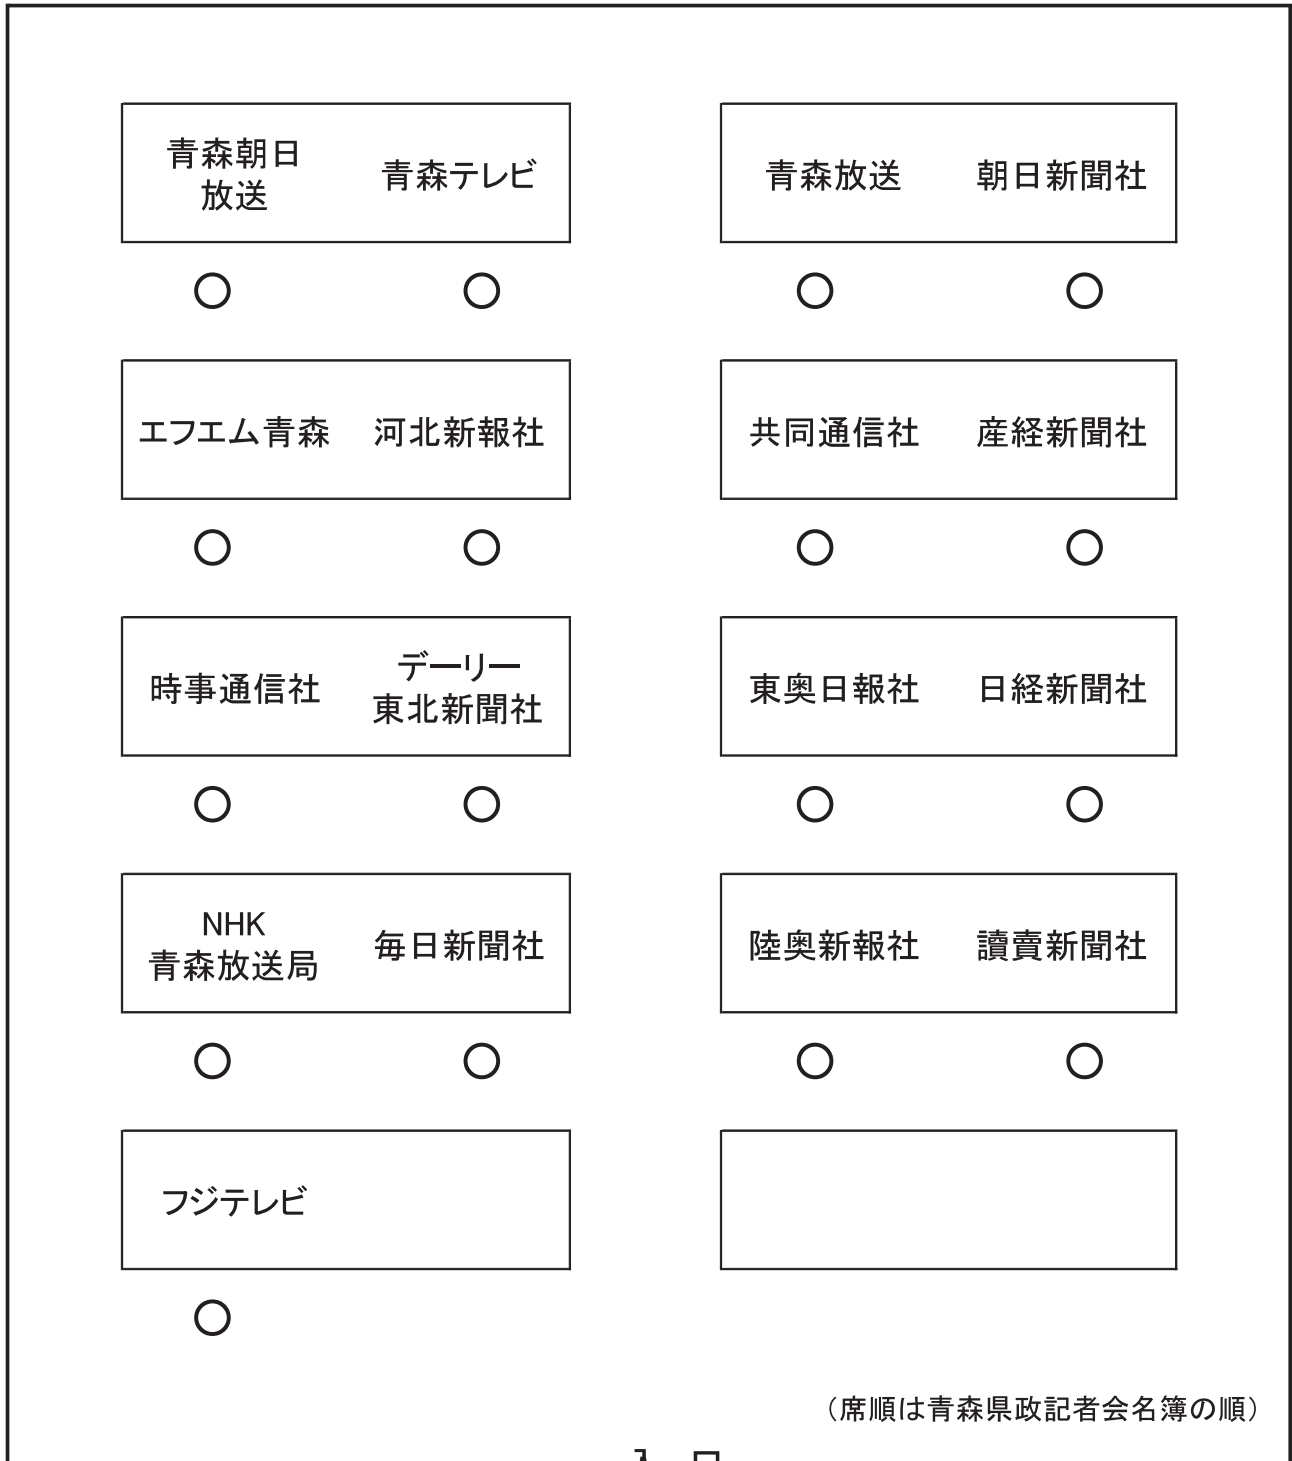 青森朝日
放送
青森テレビ
青森放送
朝日新聞社
エフエム青森
河北新報社
共同通信社
産経新聞社
時事通信社
デーリー
東北新聞社
東奥日報社
日経新聞社
NHK
青森放送局
毎日新聞社
陸奥新報社
讀賣新聞社
フジテレビ
（席順は青森県政記者会名簿の順）